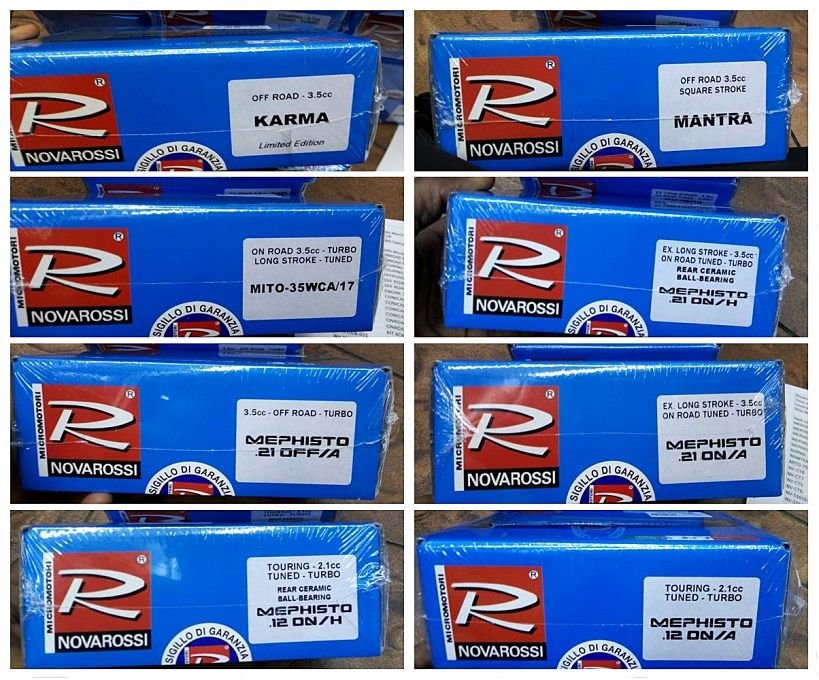 MICROMOTORI
R
®
NOVAROSSI
SIGILLO DI GARANZIA
OFF ROAD - 3.5cc
KARMA
Limited Edition
MICROMOTORI
R
®
NOVAROSSI
SIGILLO DI GARANZIA
OFF ROAD 3.5cc
SQUARE STROKE
MANTRA
MICROMOTORI
R
®
NOVAROSSI
SIGILLO DI GARANZIA
ON ROAD 3.5cc - TURBO
LONG STROKE - TUNED
MITO-35WCA/17
MICROMOTORI
R
®
NOVAROSSI
SIGILLO DI GARANZIA
EX. LONG STROKE - 3.5cc
ON ROAD TUNED - TURBO
REAR CERAMIC
BALL-BEARING
MEPHISTO
.21 ON/H
MICROMOTORI
R
®
NOVAROSSI
SIGILLO DI GARANZIA
3.5cc - OFF ROAD - TURBO
MEPHISTO
.21 OFF/A
MICROMOTORI
R
®
NOVAROSSI
SIGILLO DI GARANZIA
EX. LONG STROKE - 3.5cc
ON ROAD TUNED - TURBO
MEPHISTO
.21 ON/A
MICROMOTORI
R
®
NOVAROSSI
SIGILLO DI GARANZIA
TOURING - 2.1cc
TUNED - TURBO
REAR CERAMIC
BALL-BEARING
MEPHISTO
.12 ON/H
MICROMOTORI
R
®
NOVAROSSI
SIGILLO DI GARANZIA
TOURING - 2.1cc
TUNED - TURBO
MEPHISTO
.12 ON/A